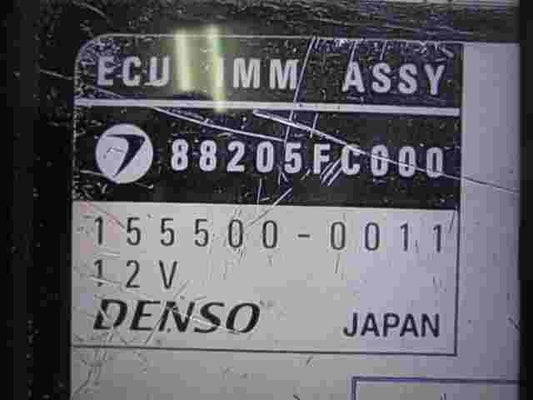 ECU IMM ASSY
88205FC000
155500-0011
12V
DENSO JAPAN